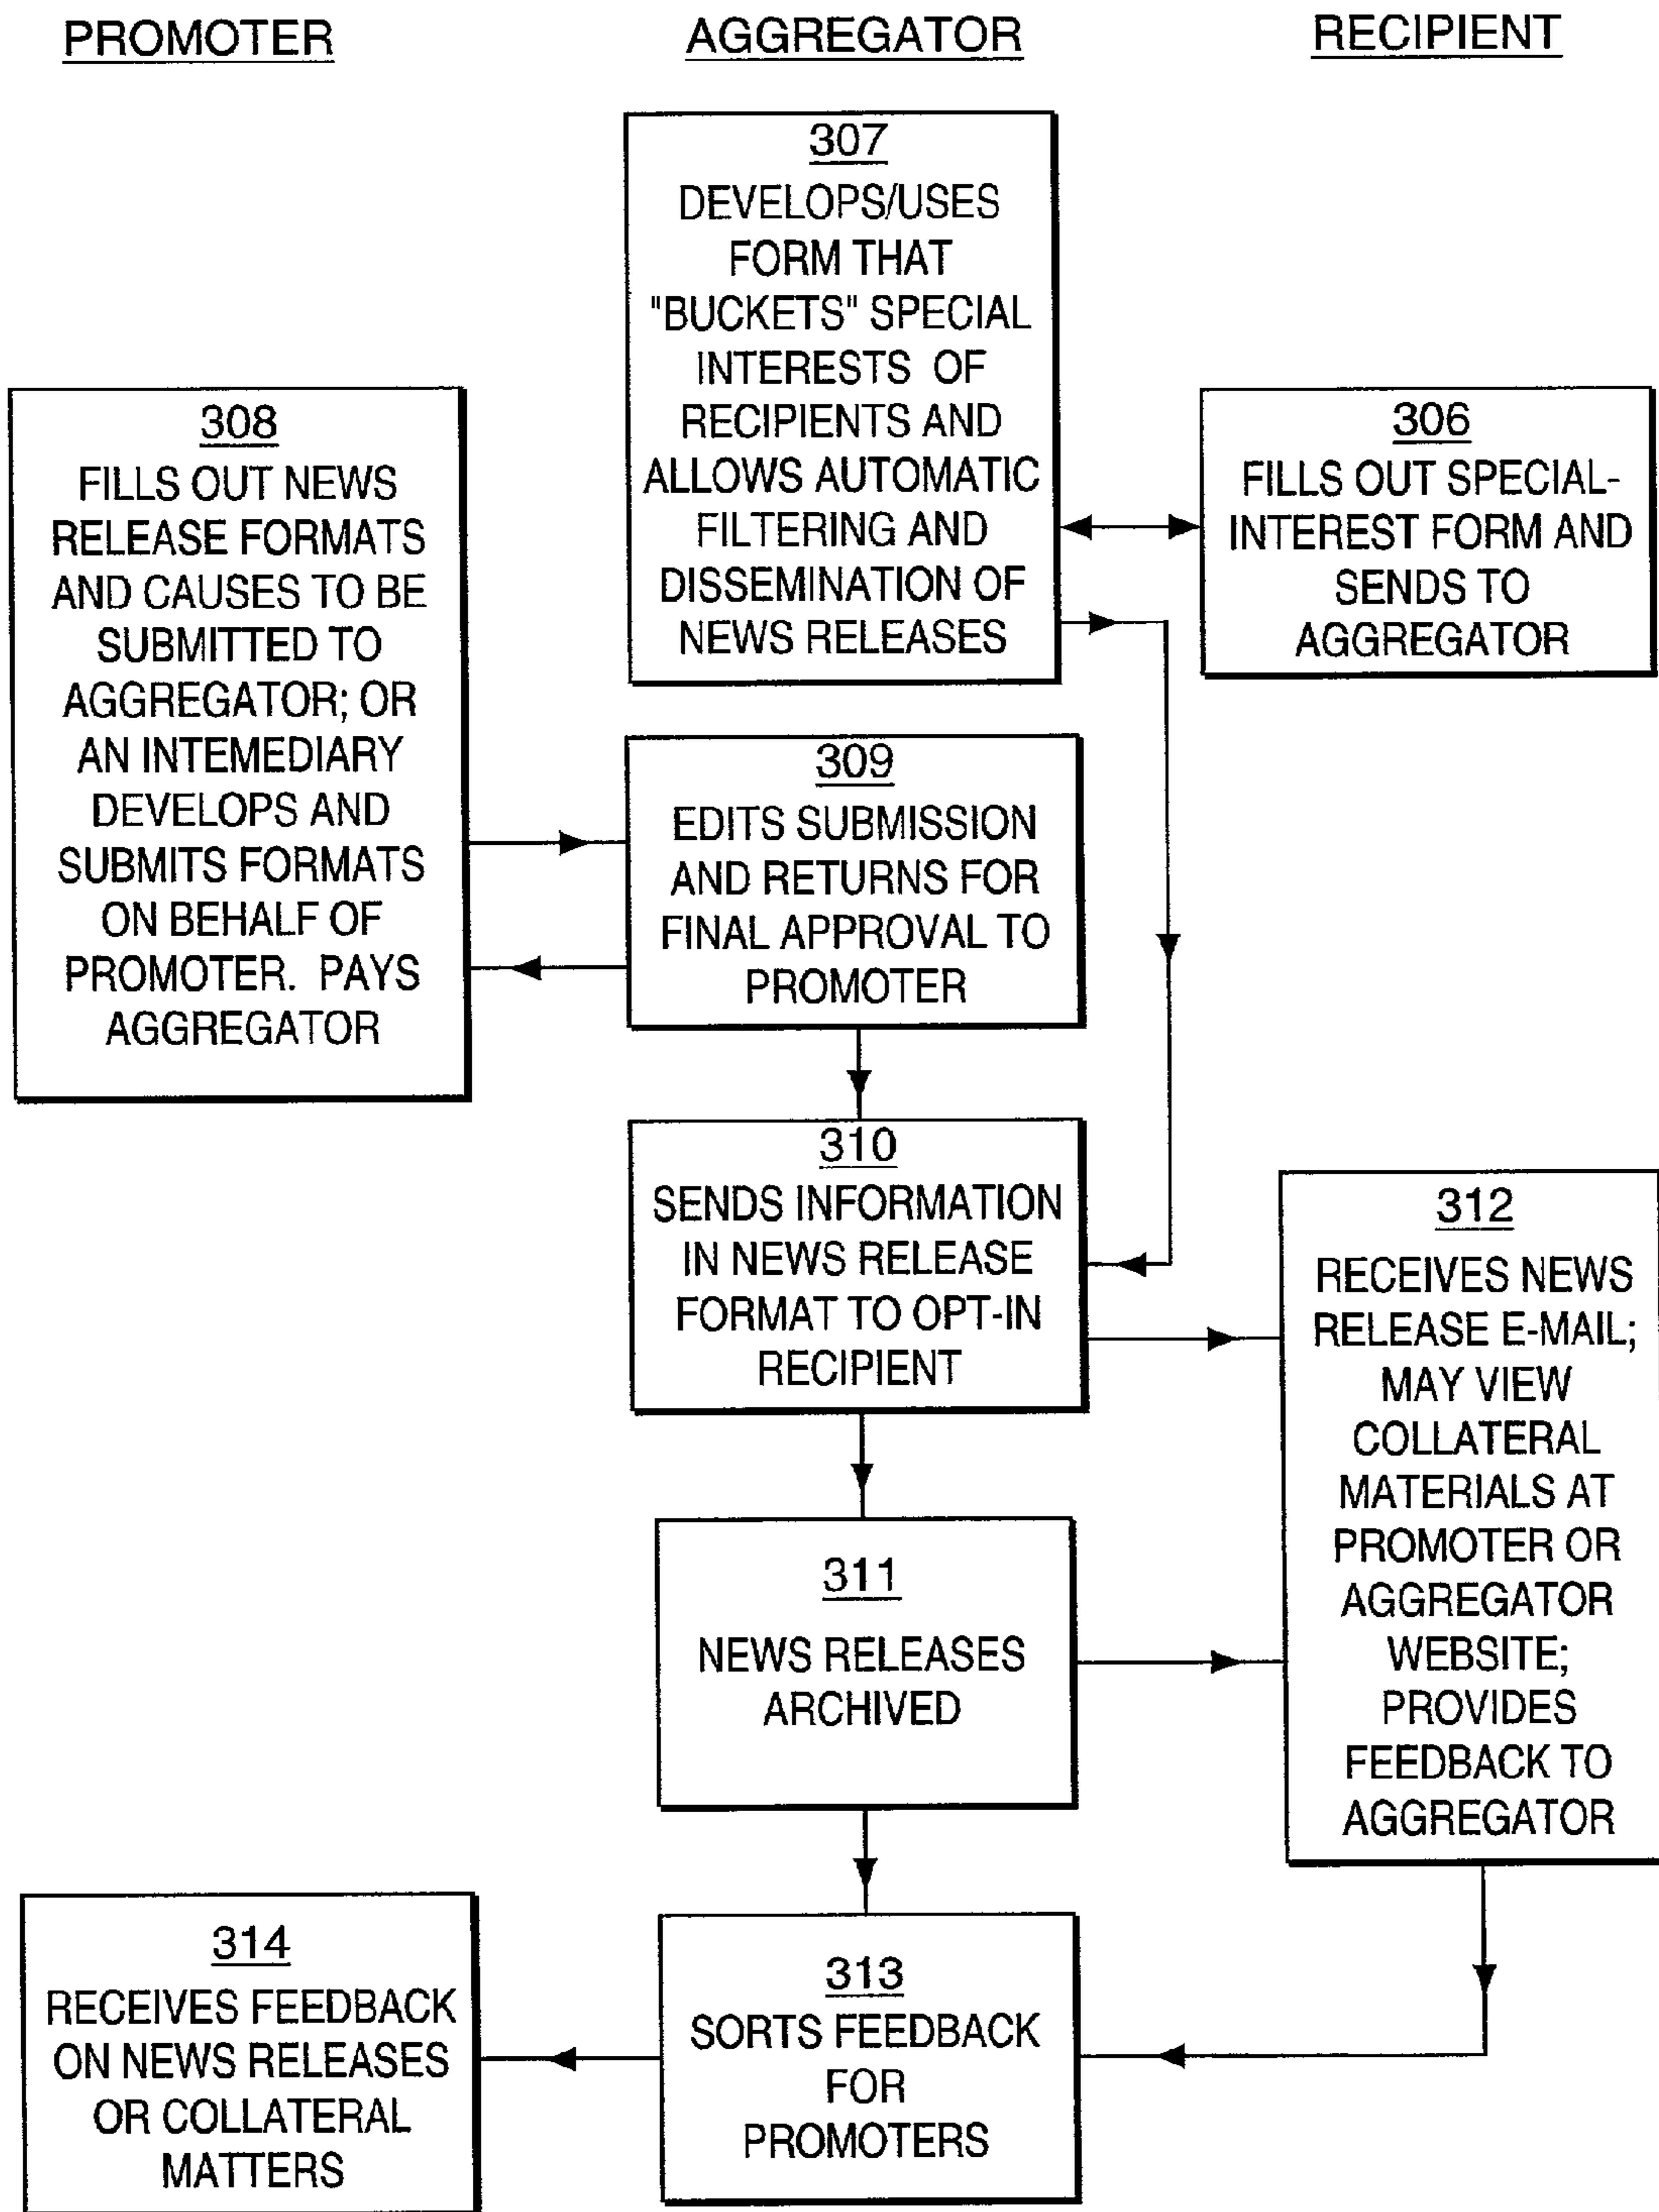 PROMOTER
AGGREGATOR
RECIPIENT
307
DEVELOPS/USES
FORM THAT
"BUCKETS" SPECIAL
INTERESTS OF
RECIPIENTS AND
ALLOWS AUTOMATIC
FILTERING AND
DISSEMINATION OF
NEWS RELEASES
308
FILLS OUT NEWS
RELEASE FORMATS
AND CAUSES TO BE
SUBMITTED TO
AGGREGATOR; OR
AN INTEMEDIARY
DEVELOPS AND
SUBMITS FORMATS
ON BEHALF OF
PROMOTER. PAYS
AGGREGATOR
306
FILLS OUT SPECIAL-
INTEREST FORM AND
SENDS TO
AGGREGATOR
309
EDITS SUBMISSION
AND RETURNS FOR
FINAL APPROVAL TO
PROMOTER
310
SENDS INFORMATION
IN NEWS RELEASE
FORMAT TO OPT-IN
RECIPIENT
312
RECEIVES NEWS
RELEASE E-MAIL;
MAY VIEW
COLLATERAL
MATERIALS AT
PROMOTER OR
AGGREGATOR
WEBSITE;
PROVIDES
FEEDBACK TO
AGGREGATOR
311
NEWS RELEASES
ARCHIVED
314
RECEIVES FEEDBACK
ON NEWS RELEASES
OR COLLATERAL
MATTERS
313
SORTS FEEDBACK
FOR
PROMOTERS